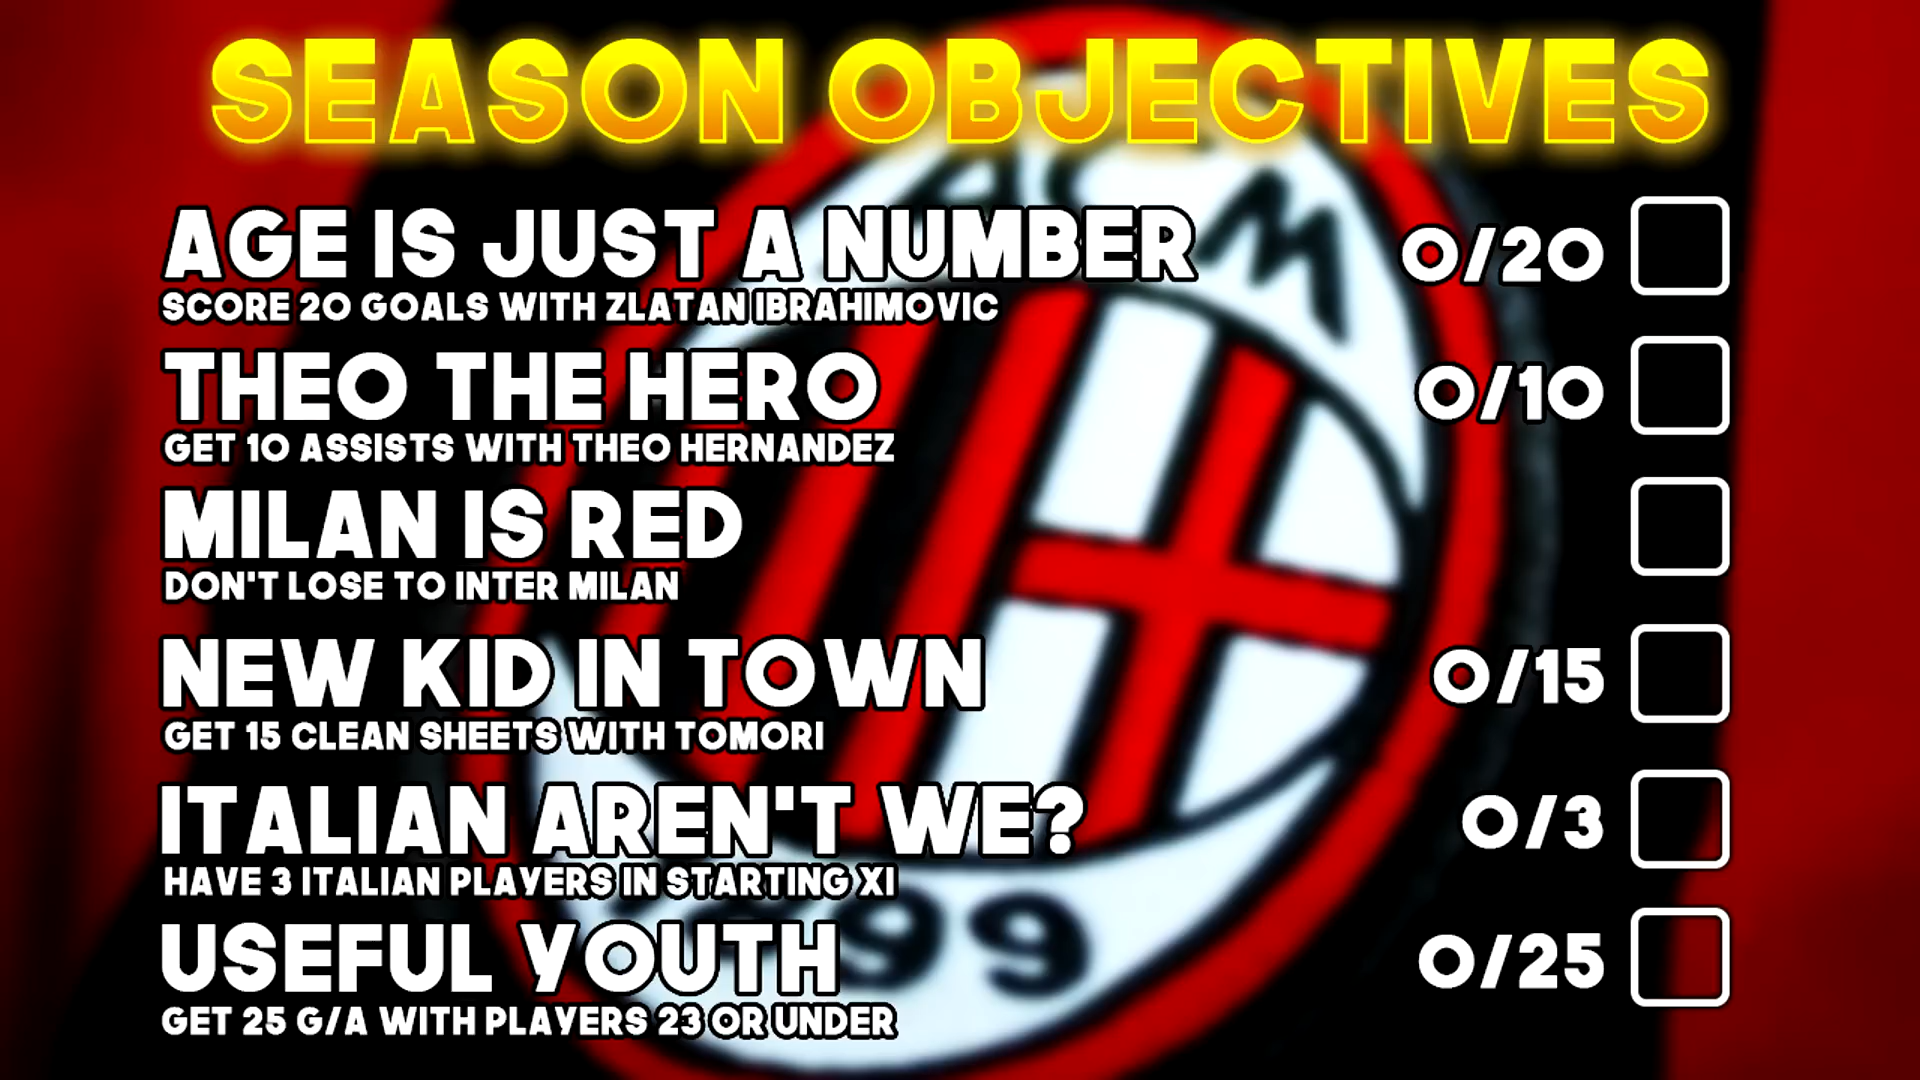 SEASON OBJECTIVES
AGE IS JUST A NUMBER 0/20
SCORE 20 GOALS WITH ZLATAN IBRAHIMOVIC
THEO THE HERO 0/10
GET 10 ASSISTS WITH THEO HERNANDEZ
MILAN IS RED
DON'T LOSE TO INTER MILAN
NEW KID IN TOWN 0/15
GET 15 CLEAN SHEETS WITH TOMORI
ITALIAN AREN'T WE? 0/3
HAVE 3 ITALIAN PLAYERS IN STARTING XI
USEFUL YOUTH 0/25
GET 25 G/A WITH PLAYERS 23 OR UNDER
ACM
99